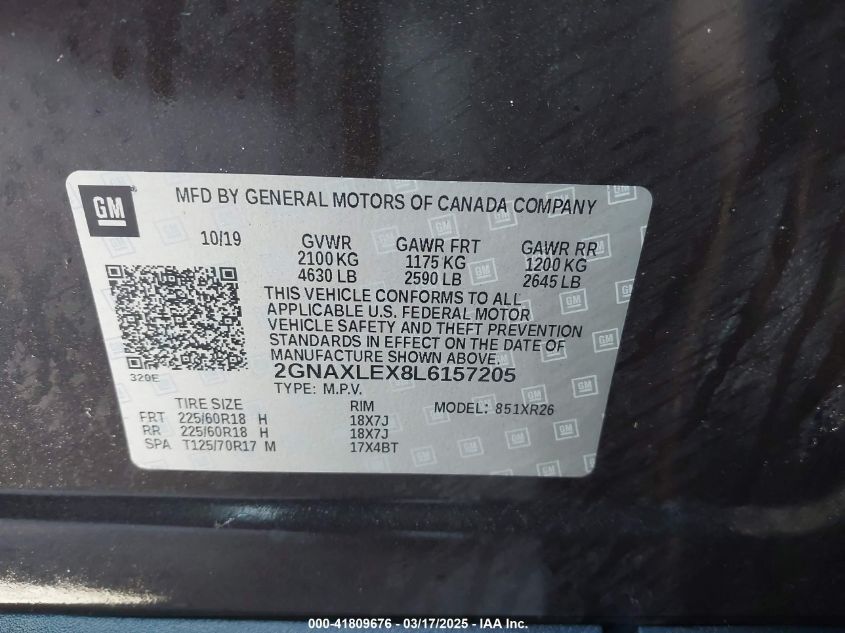 GM
MFD BY GENERAL MOTORS OF CANADA COMPANY
10/19 GVWR GAWR FRT GAWR RR
2100 KG 1175 KG 1200 KG
4630 LB 2590 LB 2645 LB
THIS VEHICLE CONFORMS TO ALL
APPLICABLE U.S. FEDERAL MOTOR
VEHICLE SAFETY AND THEFT PREVENTION
STANDARDS IN EFFECT ON THE DATE OF
MANUFACTURE SHOWN ABOVE.
320E 2GNAXLEX8L6157205
TYPE: M.P.V.
TIRE SIZE RIM MODEL: 851XR26
FRT 225/60R18 H 18X7J
RR 225/60R18 H 18X7J
SPA T125/70R17 M 17X4BT
000-41809676 - 03/17/2025 - IAA Inc.